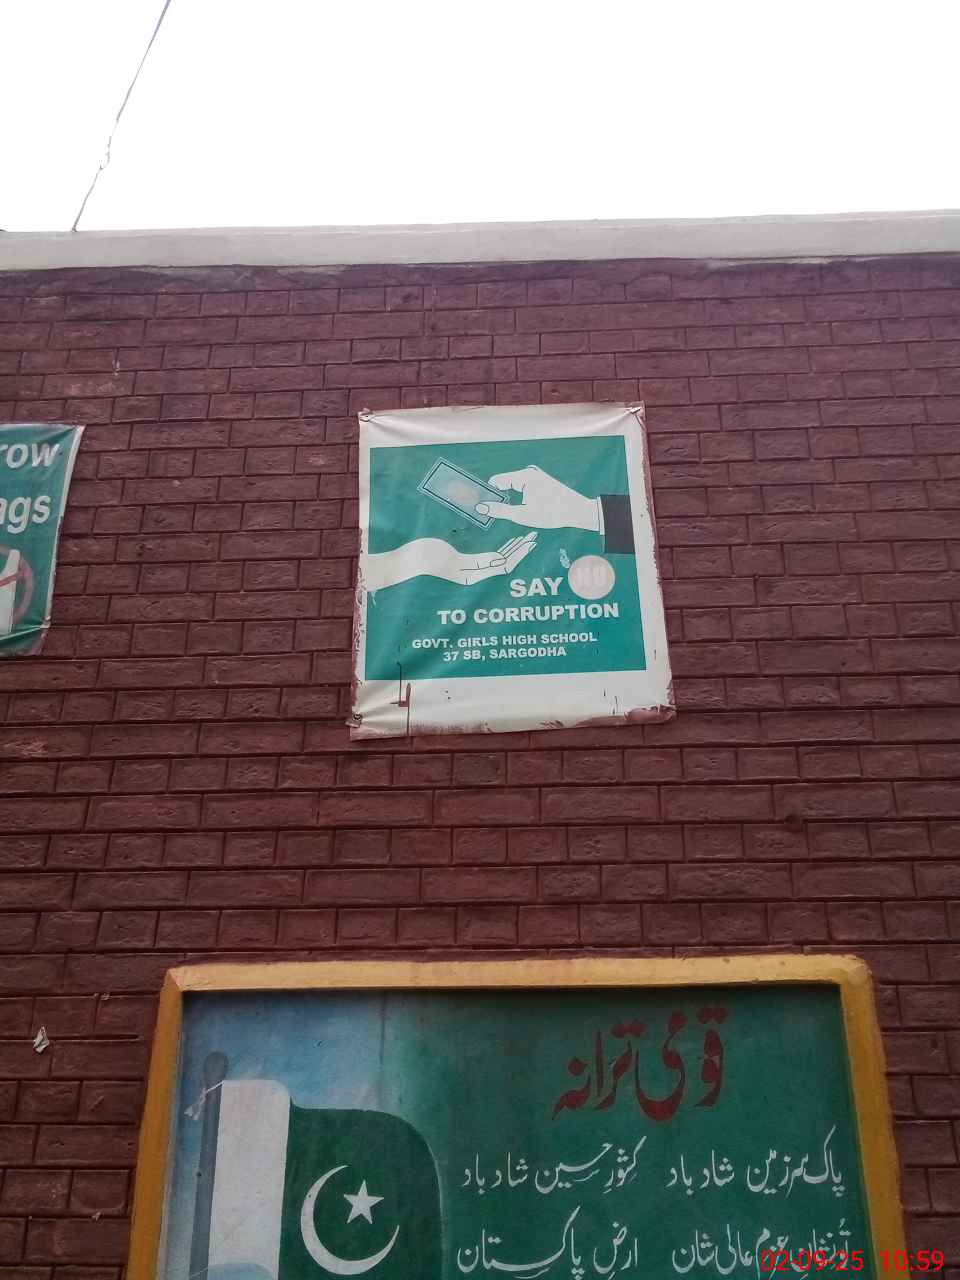 row
ags
SAY NO
TO CORRUPTION
GOVT. GIRLS HIGH SCHOOL
37 SB, SARGODHA
قومی ترانہ
پاک سرزمین شاد باد کشورِ حسین شاد باد
تُو نشانِ عزمِ عالی شان ارضِ پاکستان
02-09-25 10:59